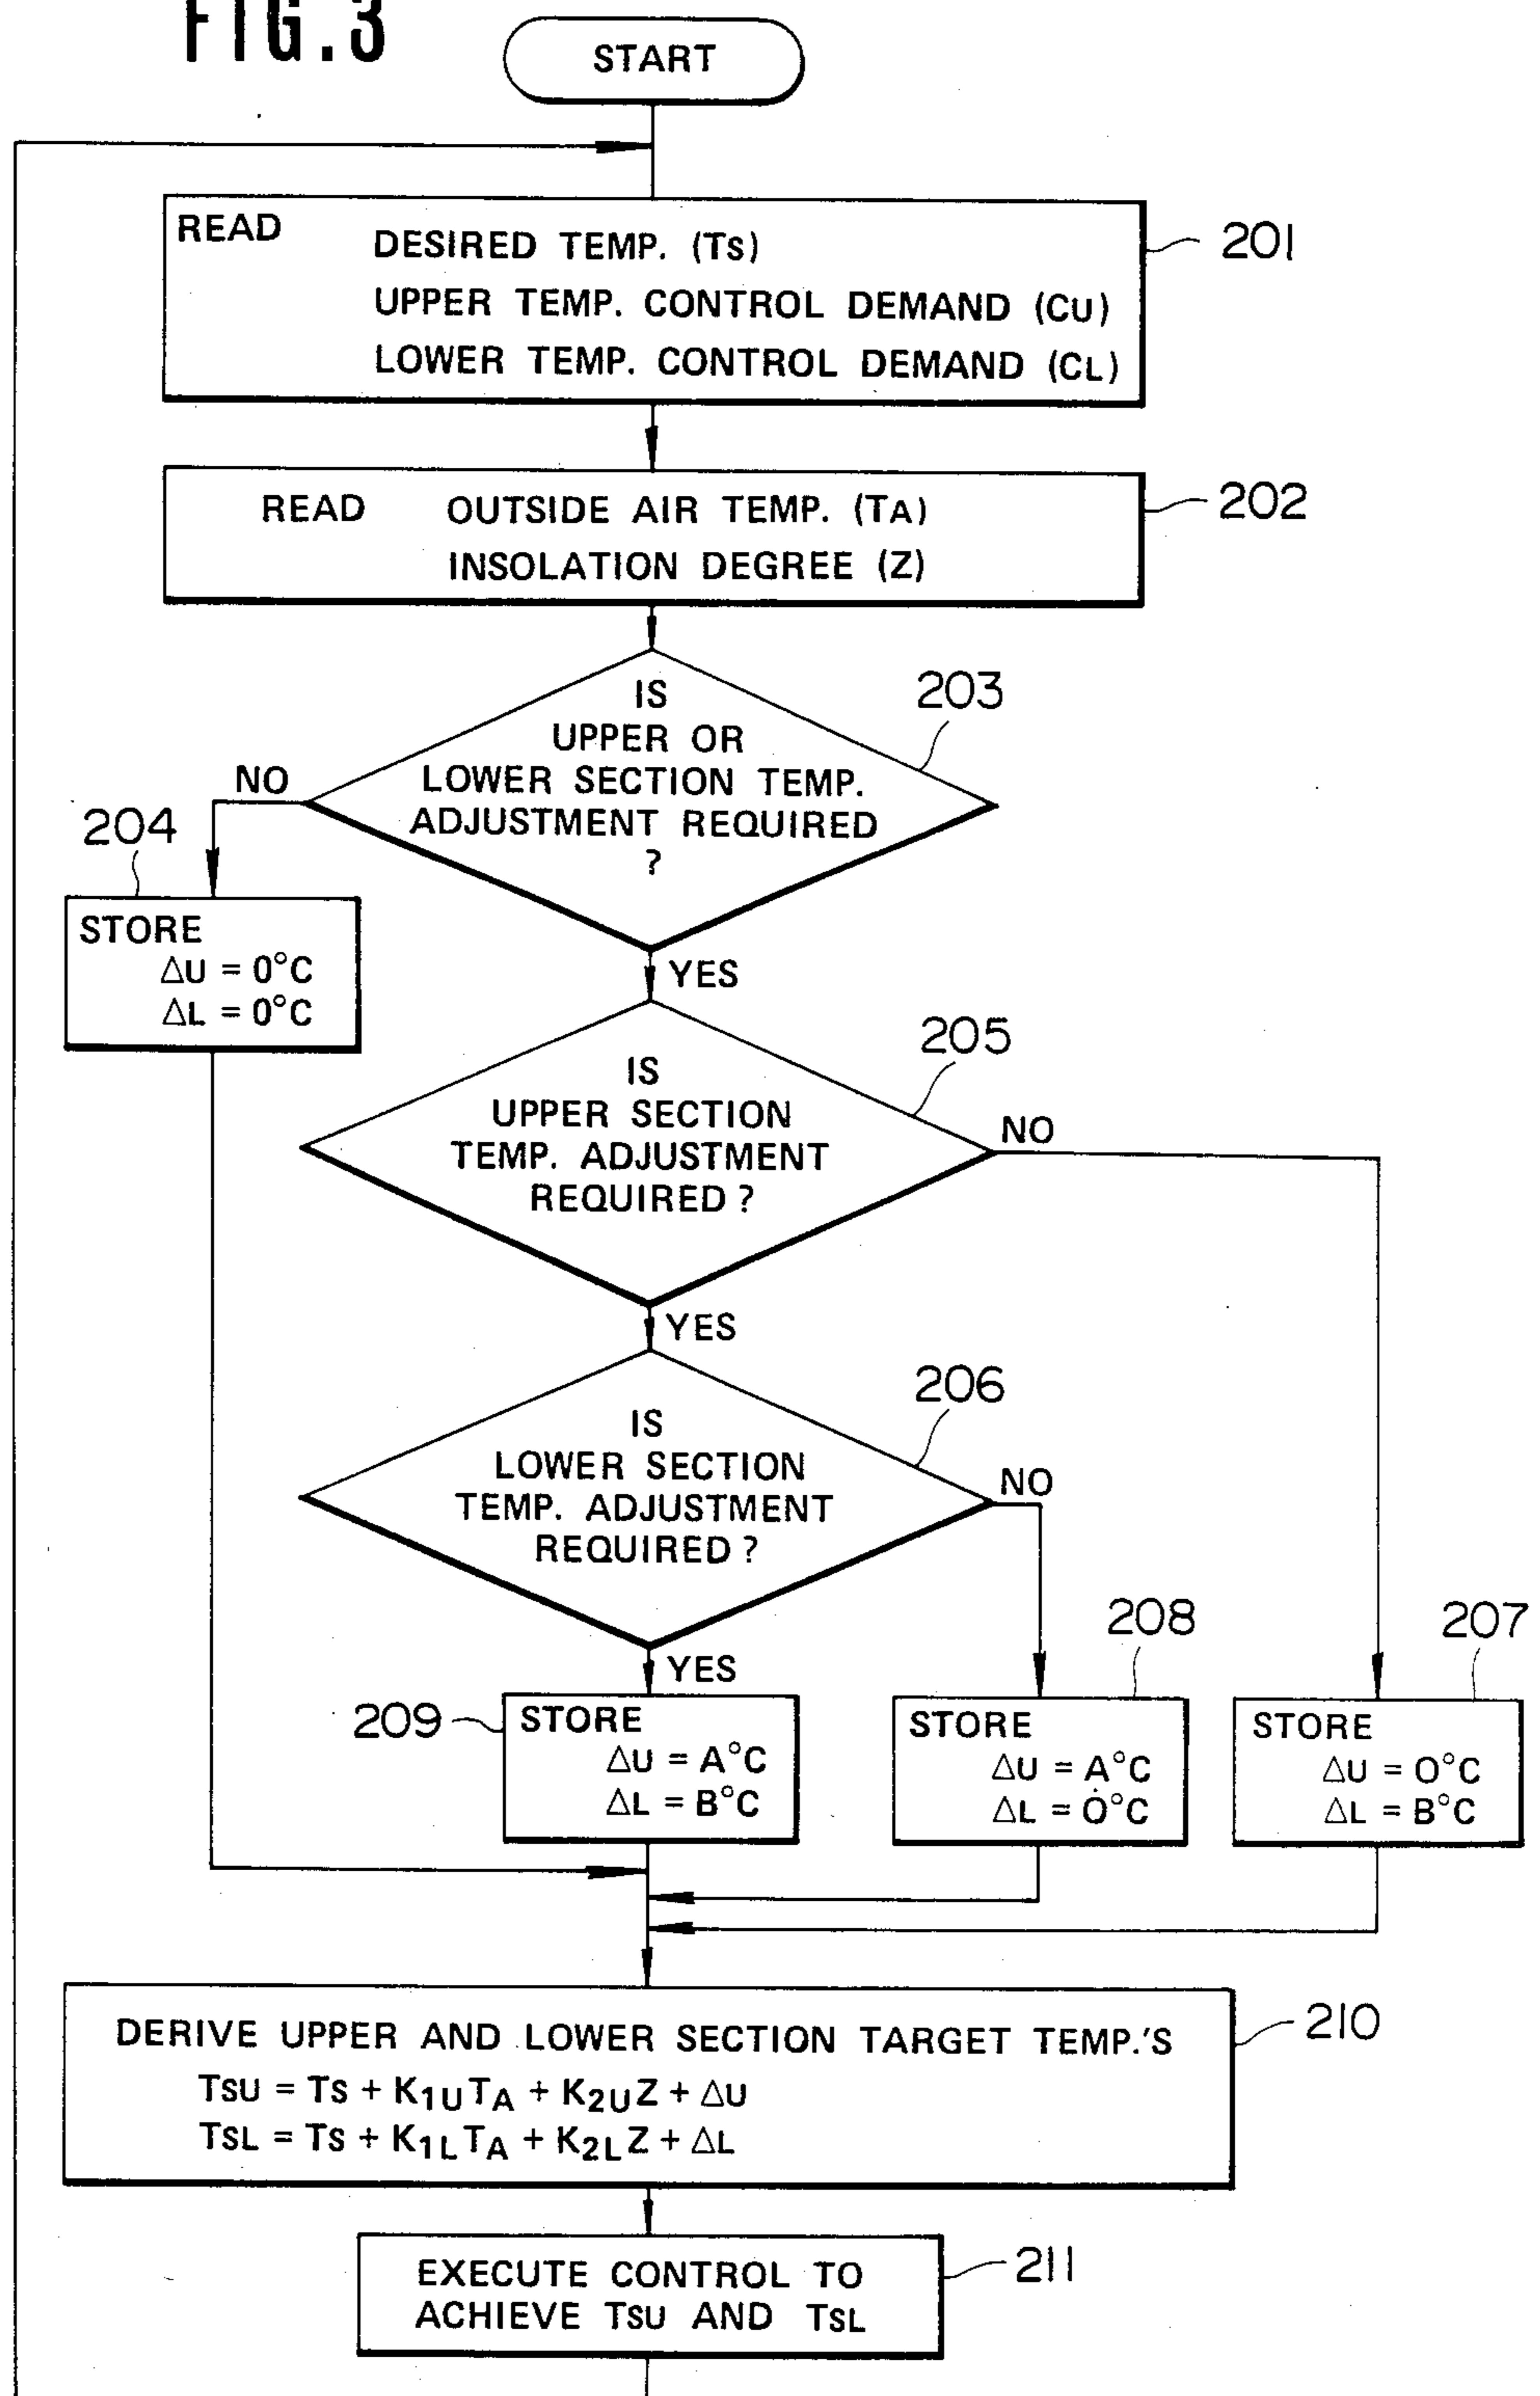 FIG.3
START
READ
DESIRED TEMP. (TS)
UPPER TEMP. CONTROL DEMAND (CU)
LOWER TEMP. CONTROL DEMAND (CL)
201
READ OUTSIDE AIR TEMP. (TA)
INSOLATION DEGREE (Z)
202
IS
UPPER OR
LOWER SECTION TEMP.
ADJUSTMENT REQUIRED
?
203
NO
YES
204
STORE
ΔU = 0°C
ΔL = 0°C
IS
UPPER SECTION
TEMP. ADJUSTMENT
REQUIRED ?
205
NO
YES
IS
LOWER SECTION
TEMP. ADJUSTMENT
REQUIRED ?
206
NO
YES
209
STORE
ΔU = A°C
ΔL = B°C
208
STORE
ΔU = A°C
ΔL = O°C
207
STORE
ΔU = O°C
ΔL = B°C
DERIVE UPPER AND LOWER SECTION TARGET TEMP.'S
TSU = TS + K1UTA + K2UZ + ΔU
TSL = TS + K1LTA + K2LZ + ΔL
210
EXECUTE CONTROL TO
ACHIEVE TSU AND TSL
211